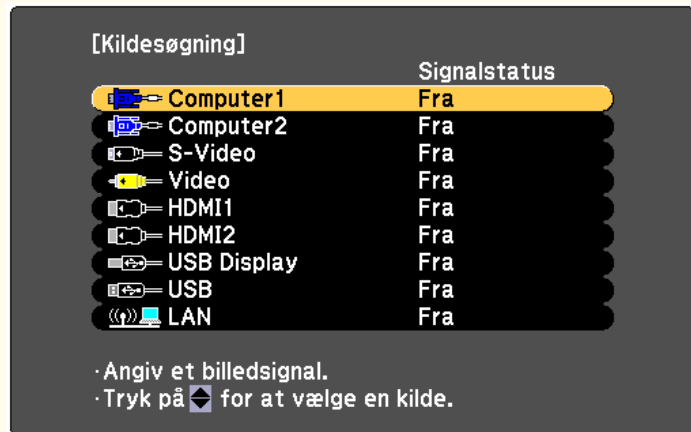 [Kildesøgning]
Signalstatus
Computer1 Fra
Computer2 Fra
S-Video Fra
Video Fra
HDMI1 Fra
HDMI2 Fra
USB Display Fra
USB Fra
LAN Fra
·Angiv et billedsignal.
·Tryk på for at vælge en kilde.